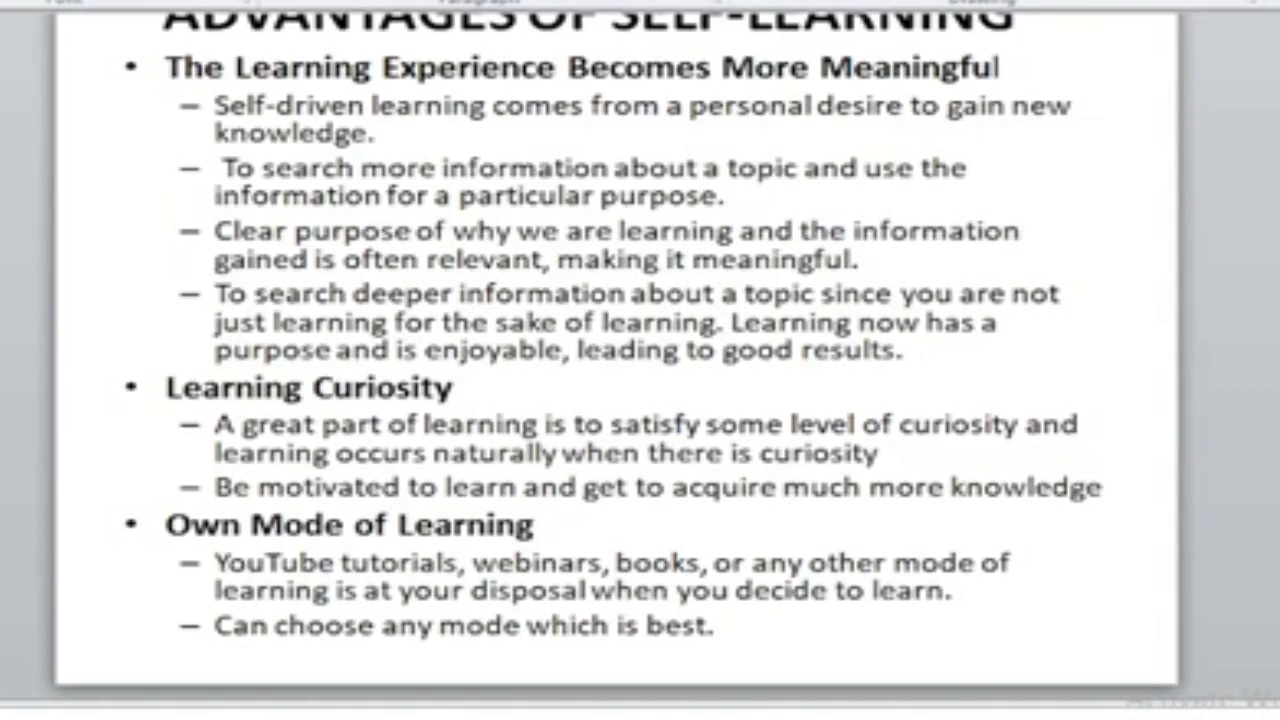 ADVANTAGES OF SELF-LEARNING
• The Learning Experience Becomes More Meaningful
– Self-driven learning comes from a personal desire to gain new
knowledge.
– To search more information about a topic and use the
information for a particular purpose.
– Clear purpose of why we are learning and the information
gained is often relevant, making it meaningful.
– To search deeper information about a topic since you are not
just learning for the sake of learning. Learning now has a
purpose and is enjoyable, leading to good results.
• Learning Curiosity
– A great part of learning is to satisfy some level of curiosity and
learning occurs naturally when there is curiosity
– Be motivated to learn and get to acquire much more knowledge
• Own Mode of Learning
– YouTube tutorials, webinars, books, or any other mode of
learning is at your disposal when you decide to learn.
– Can choose any mode which is best.